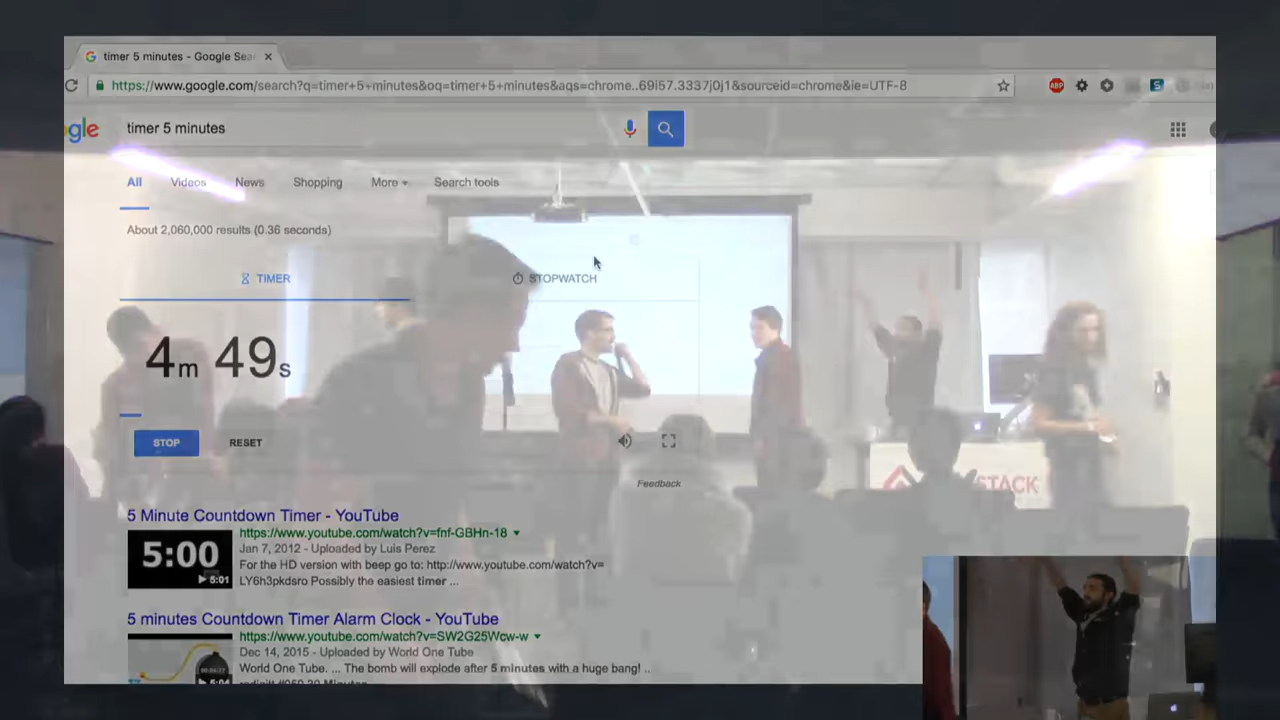 timer 5 minutes - Google Sear
https://www.google.com/search?q=timer+5+minutes&oq=timer+5+minutes&aqs=chrome..69i57.3337j0j1&sourceid=chrome&ie=UTF-8
ABP
S
gle
timer 5 minutes
All Videos News Shopping More Search tools
About 2,060,000 results (0.36 seconds)
TIMER
STOPWATCH
4m 49s
STOP RESET
Feedback
STACK
5 Minute Countdown Timer - YouTube
5:00
5:01
https://www.youtube.com/watch?v=fnf-GBHn-18
Jan 7, 2012 - Uploaded by Luis Perez
For the HD version with beep go to: http://www.youtube.com/watch?v=
LY6h3pkdsro Possibly the easiest timer ...
5 minutes Countdown Timer Alarm Clock - YouTube
https://www.youtube.com/watch?v=SW2G25Wcw-w
Dec 14, 2015 - Uploaded by World One Tube
World One Tube. ... The bomb will explode after 5 minutes with a huge bang! ..